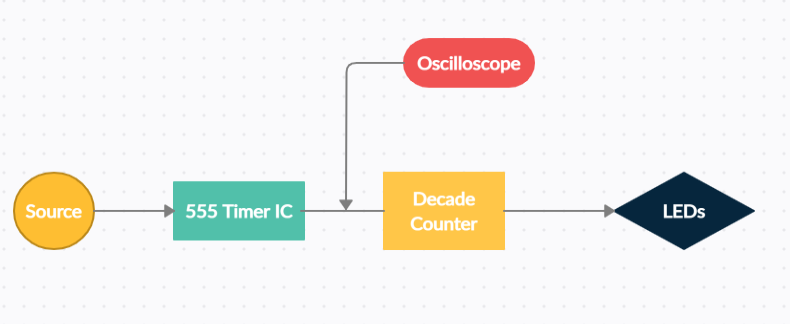 Oscilloscope
Source
555 Timer IC
Decade
Counter
LEDs